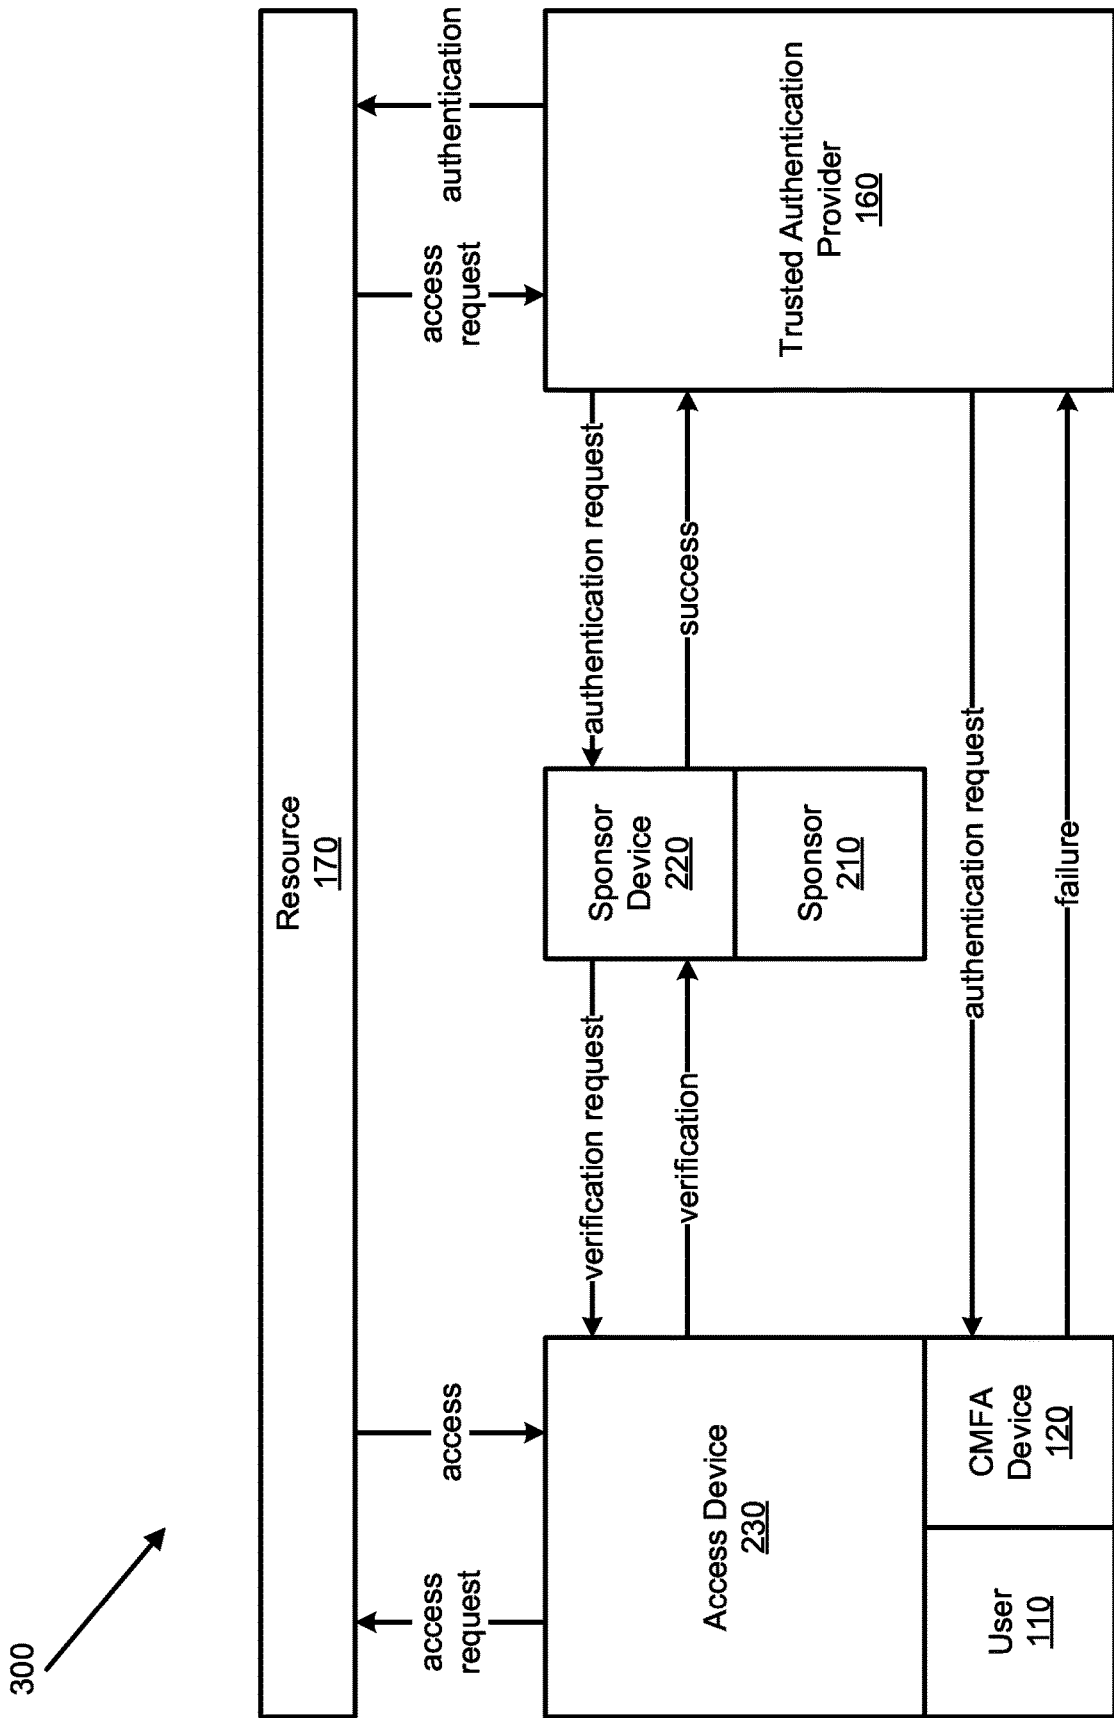 300
Resource
170
access
request
access
access
request
authentication
Access Device
230
User
110
CMFA
Device
120
verification request
verification
Sponsor
Device
220
Sponsor
210
authentication request
success
authentication request
failure
Trusted Authentication
Provider
160